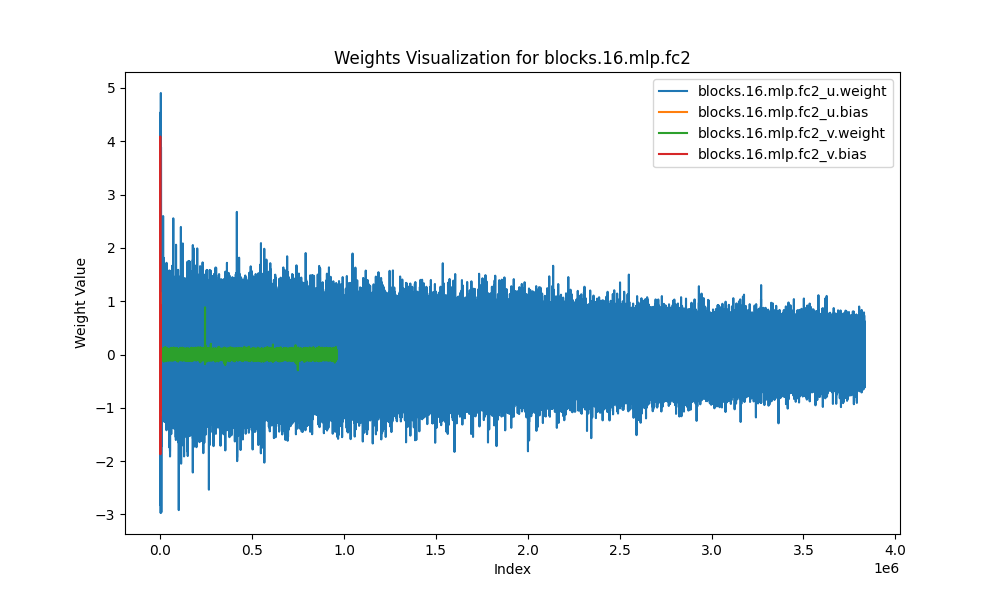 Weights Visualization for blocks.16.mlp.fc2
blocks.16.mlp.fc2_u.weight
blocks.16.mlp.fc2_u.bias
blocks.16.mlp.fc2_v.weight
blocks.16.mlp.fc2_v.bias
Weight Value
5
4
3
2
1
0
−1
−2
−3
0.0 0.5 1.0 1.5 2.0 2.5 3.0 3.5 4.0
1e6
Index